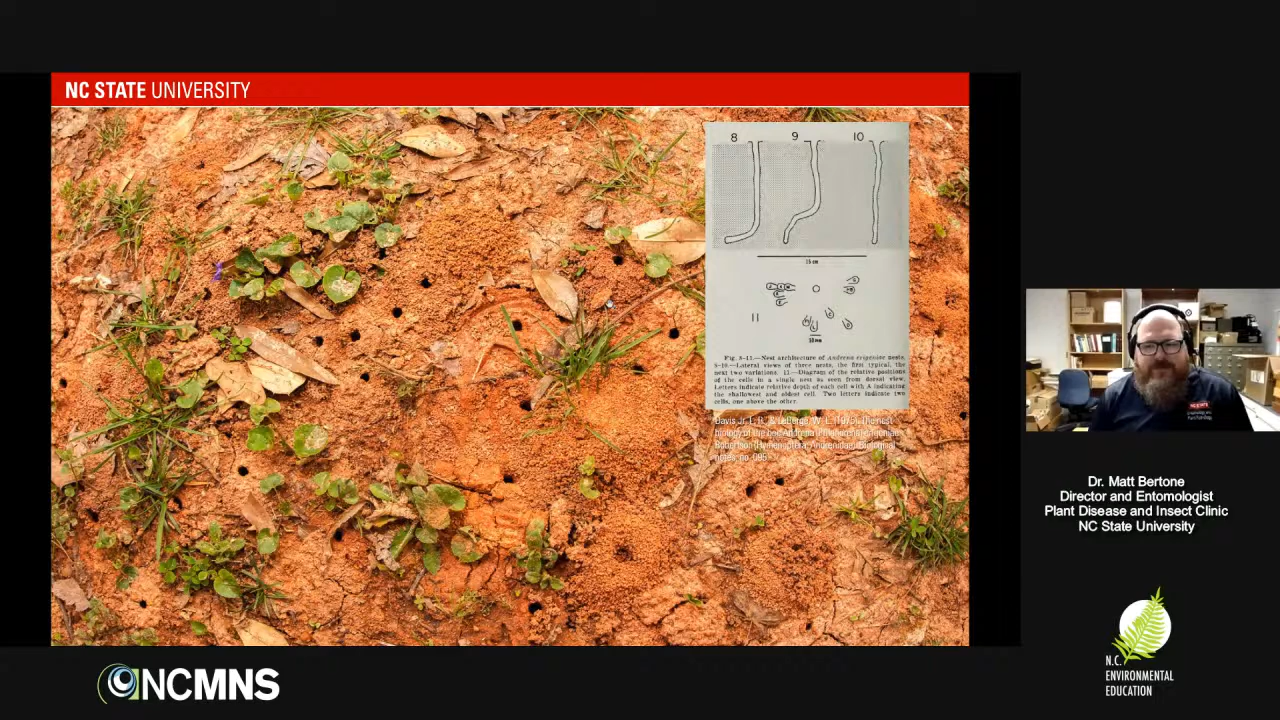 NC STATE UNIVERSITY
8 9 10
15 cm
11
Fig. 8-11.—Nest architecture of Andrena erigeniae nests.
8-10.—Lateral views of three nests, the first typical, the
next two variations. 11.—Diagram of the relative positions
of the cells in a single nest as seen from dorsal view.
Letters indicate relative depth of each cell with A indicating
the shallowest and oldest cell. Two letters indicate two
cells, one above the other.
Davis Jr, L. R., & LaBerge, W. E. (1975). The nest
biology of the bee Andrena (Ptilandrena) erigeniae
Robertson (Hymenoptera: Andrenidae). Biological
notes; no. 095
Dr. Matt Bertone
Director and Entomologist
Plant Disease and Insect Clinic
NC State University
NCMNS
N.C.
ENVIRONMENTAL
EDUCATION